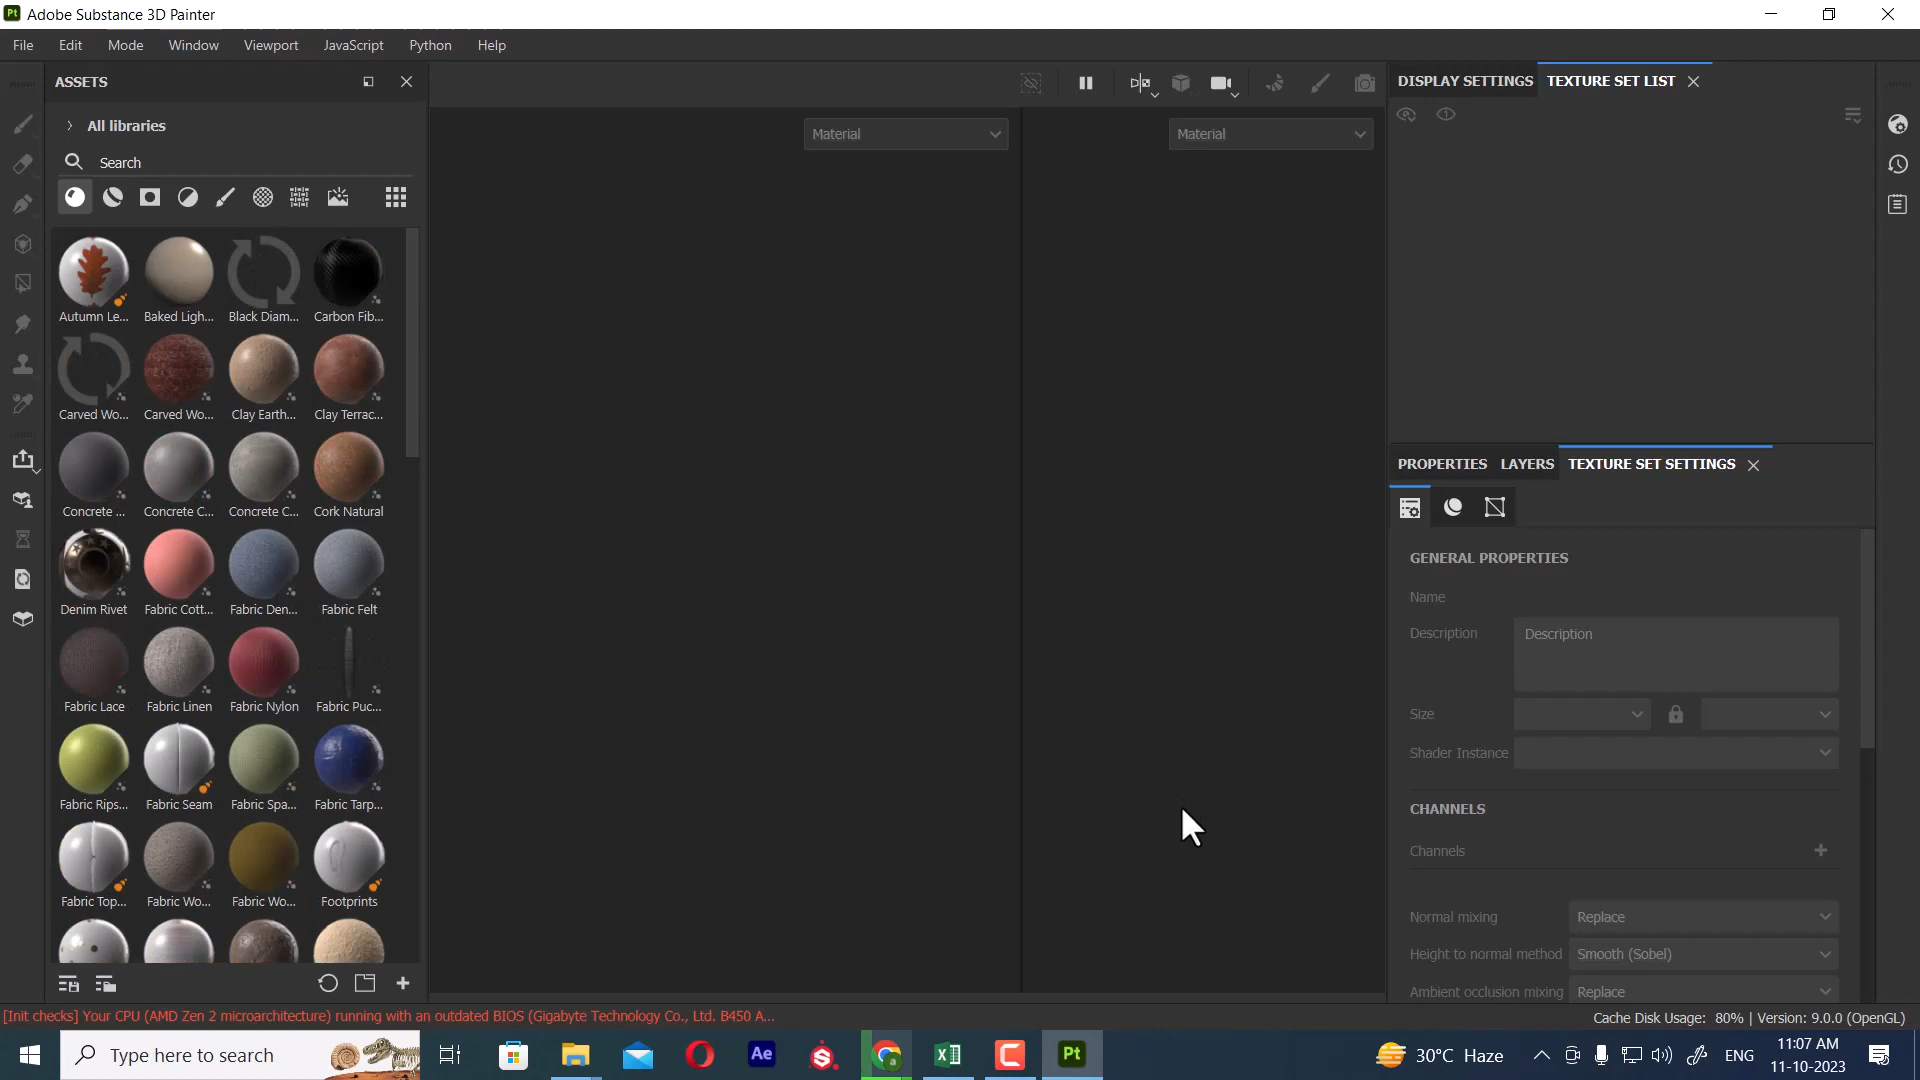 Pt Adobe Substance 3D Painter
File Edit Mode Window Viewport JavaScript Python Help
ASSETS
All libraries
Search
Autumn Le... Baked Ligh... Black Diam... Carbon Fib...
Carved Wo... Carved Wo... Clay Earth... Clay Terrac...
Concrete ... Concrete C... Concrete C... Cork Natural
Denim Rivet Fabric Cott... Fabric Den... Fabric Felt
Fabric Lace Fabric Linen Fabric Nylon Fabric Puc...
Fabric Rips... Fabric Seam Fabric Spa... Fabric Tarp...
Fabric Top... Fabric Wo... Fabric Wo... Footprints
Material Material
DISPLAY SETTINGS TEXTURE SET LIST
PROPERTIES LAYERS TEXTURE SET SETTINGS
GENERAL PROPERTIES
Name
Description Description
Size
Shader Instance
CHANNELS
Channels
Normal mixing Replace
Height to normal method Smooth (Sobel)
Ambient occlusion mixing Replace
[Init checks] Your CPU (AMD Zen 2 microarchitecture) running with an outdated BIOS (Gigabyte Technology Co., Ltd. B450 A...
Cache Disk Usage: 80% | Version: 9.0.0 (OpenGL)
Type here to search
Ae
Pt
30°C Haze
ENG
11:07 AM
11-10-2023